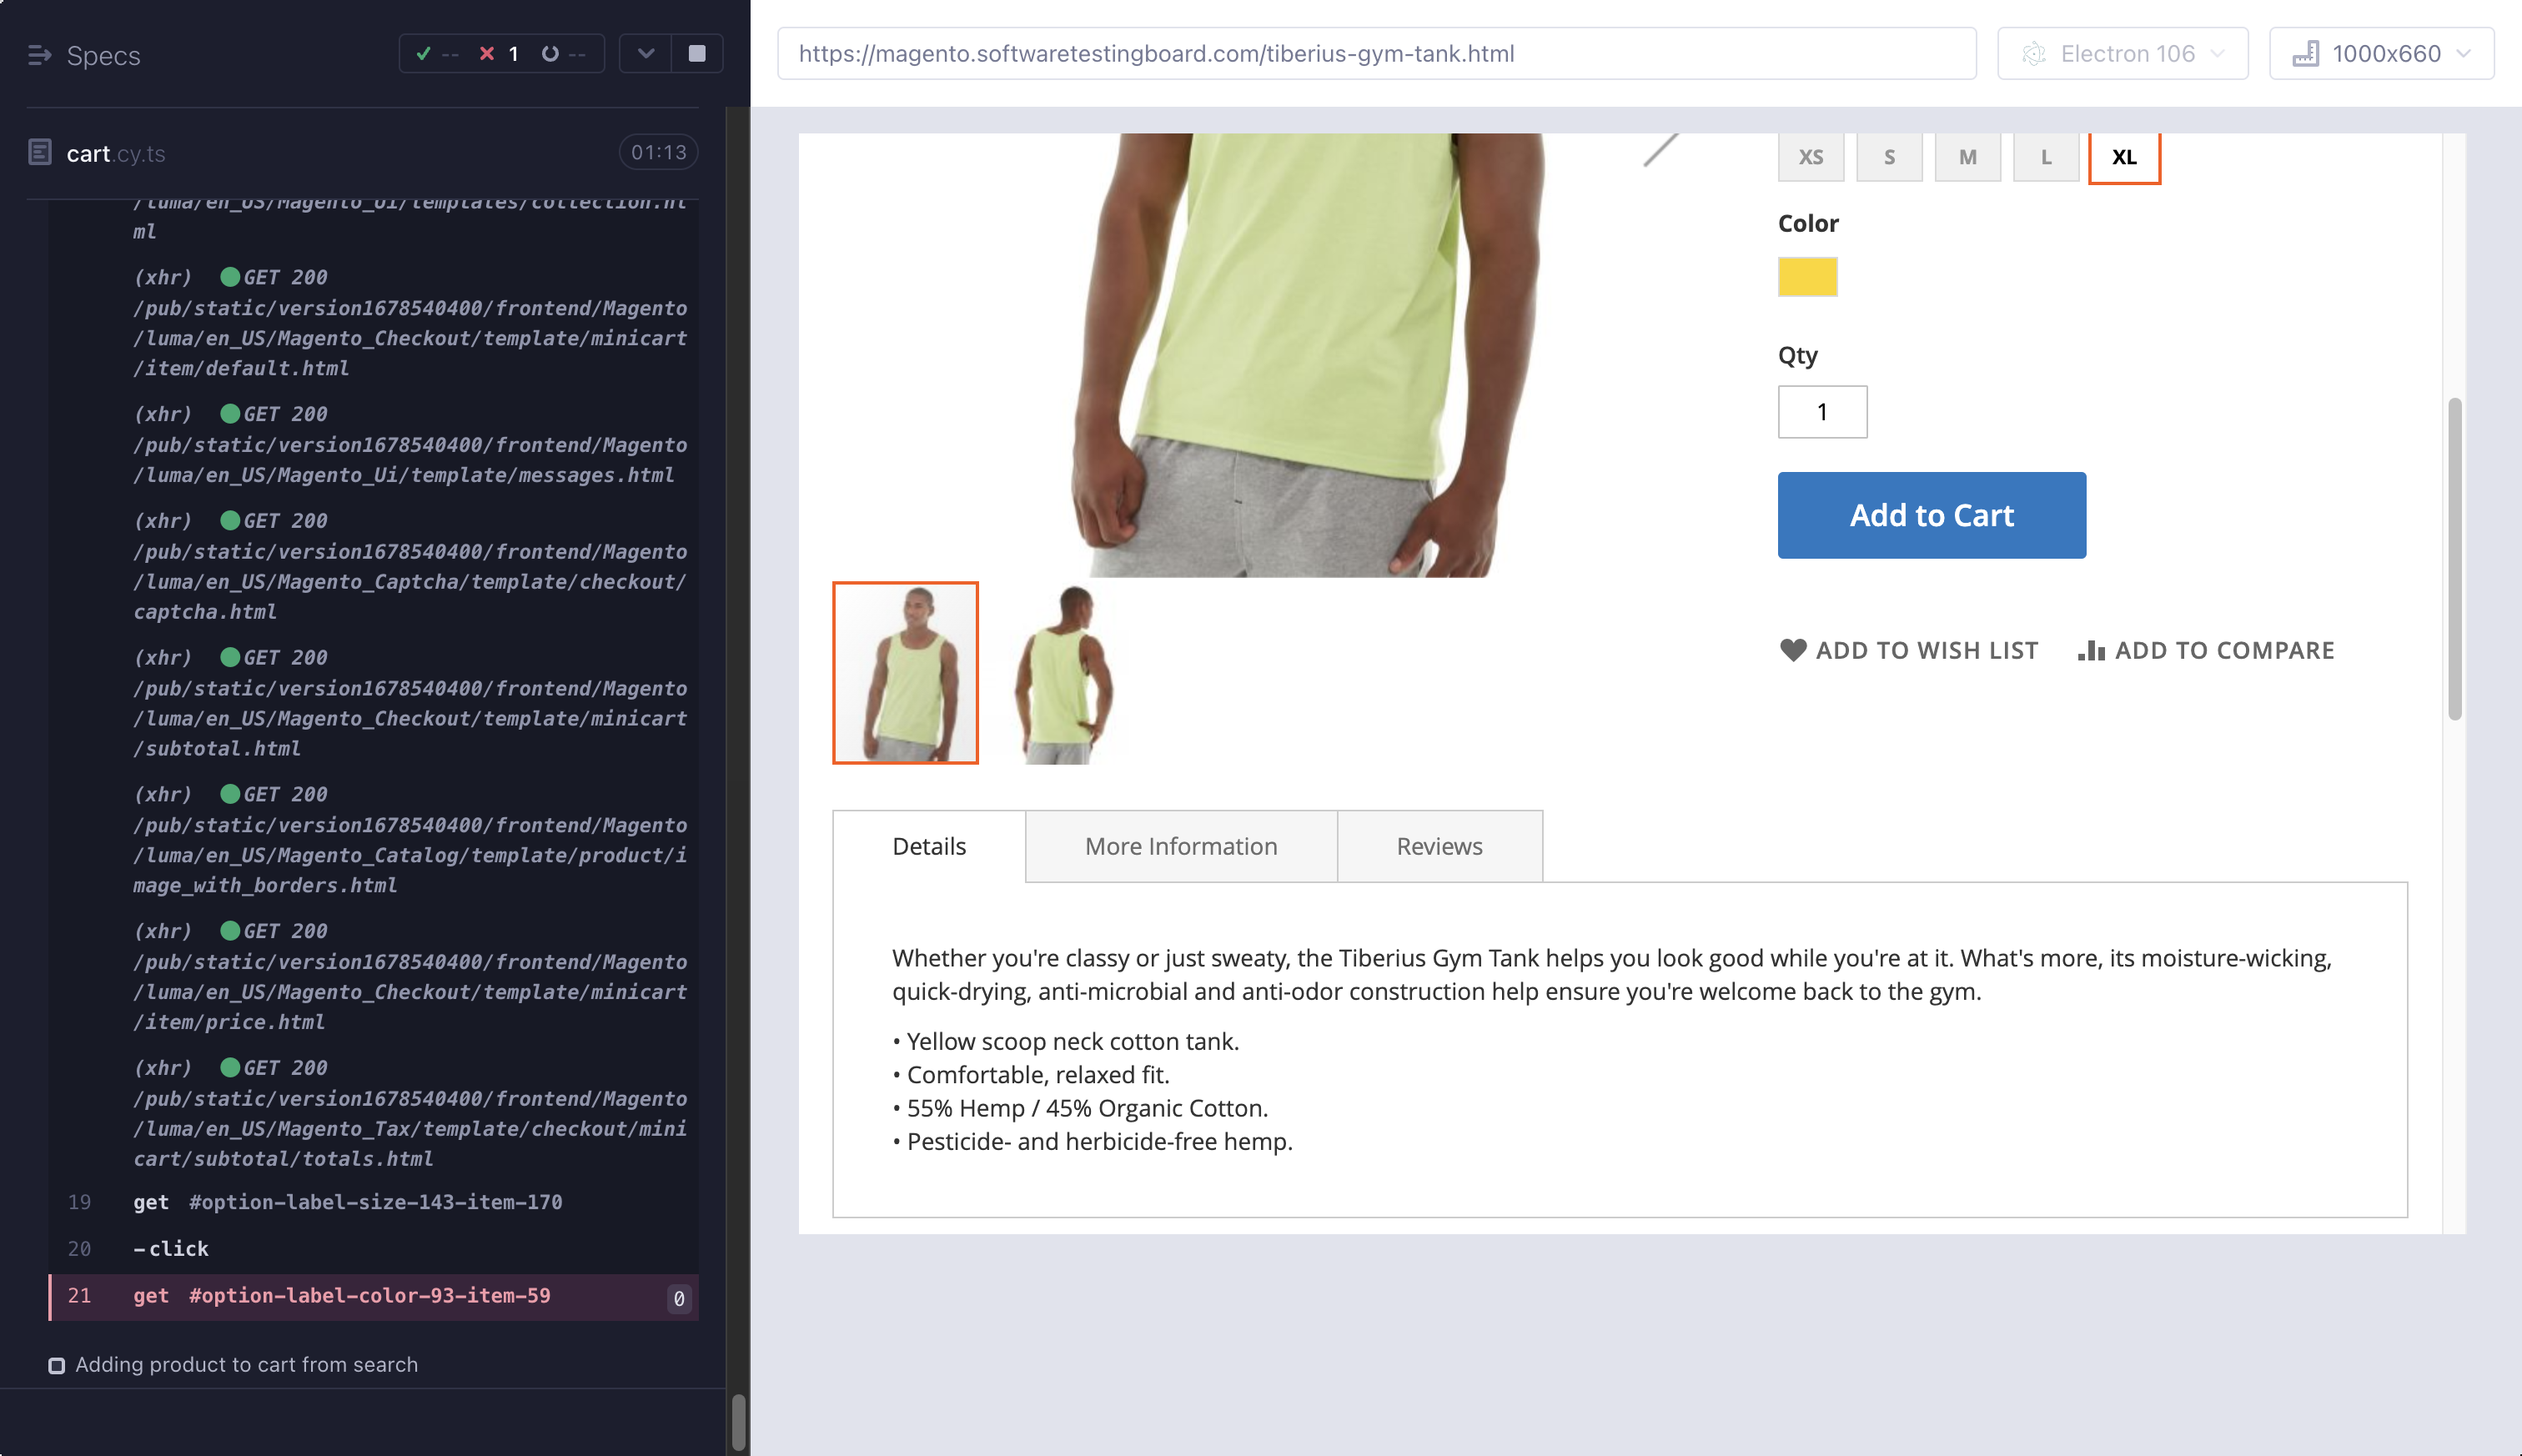 Specs
-- 1 --
https://magento.softwaretestingboard.com/tiberius-gym-tank.html
Electron 106
1000x660
cart.cy.ts
01:13
/luma/en_US/Magento_Ui/templates/collection.ht
ml
(xhr) GET 200
/pub/static/version1678540400/frontend/Magento
/luma/en_US/Magento_Checkout/template/minicart
/item/default.html
(xhr) GET 200
/pub/static/version1678540400/frontend/Magento
/luma/en_US/Magento_Ui/template/messages.html
(xhr) GET 200
/pub/static/version1678540400/frontend/Magento
/luma/en_US/Magento_Captcha/template/checkout/
captcha.html
(xhr) GET 200
/pub/static/version1678540400/frontend/Magento
/luma/en_US/Magento_Checkout/template/minicart
/subtotal.html
(xhr) GET 200
/pub/static/version1678540400/frontend/Magento
/luma/en_US/Magento_Catalog/template/product/i
mage_with_borders.html
(xhr) GET 200
/pub/static/version1678540400/frontend/Magento
/luma/en_US/Magento_Checkout/template/minicart
/item/price.html
(xhr) GET 200
/pub/static/version1678540400/frontend/Magento
/luma/en_US/Magento_Tax/template/checkout/mini
cart/subtotal/totals.html
19 get #option-label-size-143-item-170
20 -click
21 get #option-label-color-93-item-59 0
Adding product to cart from search
XS S M L XL
Color
Qty
1
Add to Cart
ADD TO WISH LIST ADD TO COMPARE
Details More Information Reviews
Whether you're classy or just sweaty, the Tiberius Gym Tank helps you look good while you're at it. What's more, its moisture-wicking,
quick-drying, anti-microbial and anti-odor construction help ensure you're welcome back to the gym.
• Yellow scoop neck cotton tank.
• Comfortable, relaxed fit.
• 55% Hemp / 45% Organic Cotton.
• Pesticide- and herbicide-free hemp.